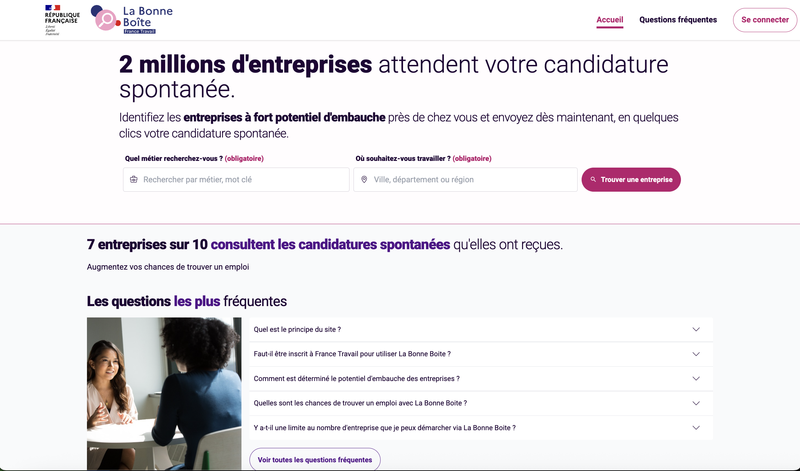 RÉPUBLIQUE
FRANÇAISE
Liberté
Égalité
Fraternité
La Bonne
Boîte
France Travail
Accueil
Questions fréquentes
Se connecter
2 millions d'entreprises attendent votre candidature
spontanée.
Identifiez les entreprises à fort potentiel d'embauche près de chez vous et envoyez dès maintenant, en quelques
clics votre candidature spontanée.
Quel métier recherchez-vous ? (obligatoire)
Où souhaitez-vous travailler ? (obligatoire)
Rechercher par métier, mot clé
Ville, département ou région
Trouver une entreprise
7 entreprises sur 10 consultent les candidatures spontanées qu'elles ont reçues.
Augmentez vos chances de trouver un emploi
Les questions les plus fréquentes
Quel est le principe du site ?
Faut-il être inscrit à France Travail pour utiliser La Bonne Boite ?
Comment est déterminé le potentiel d'embauche des entreprises ?
Quelles sont les chances de trouver un emploi avec La Bonne Boite ?
Y a-t-il une limite au nombre d'entreprise que je peux démarcher via La Bonne Boite ?
Voir toutes les questions fréquentes